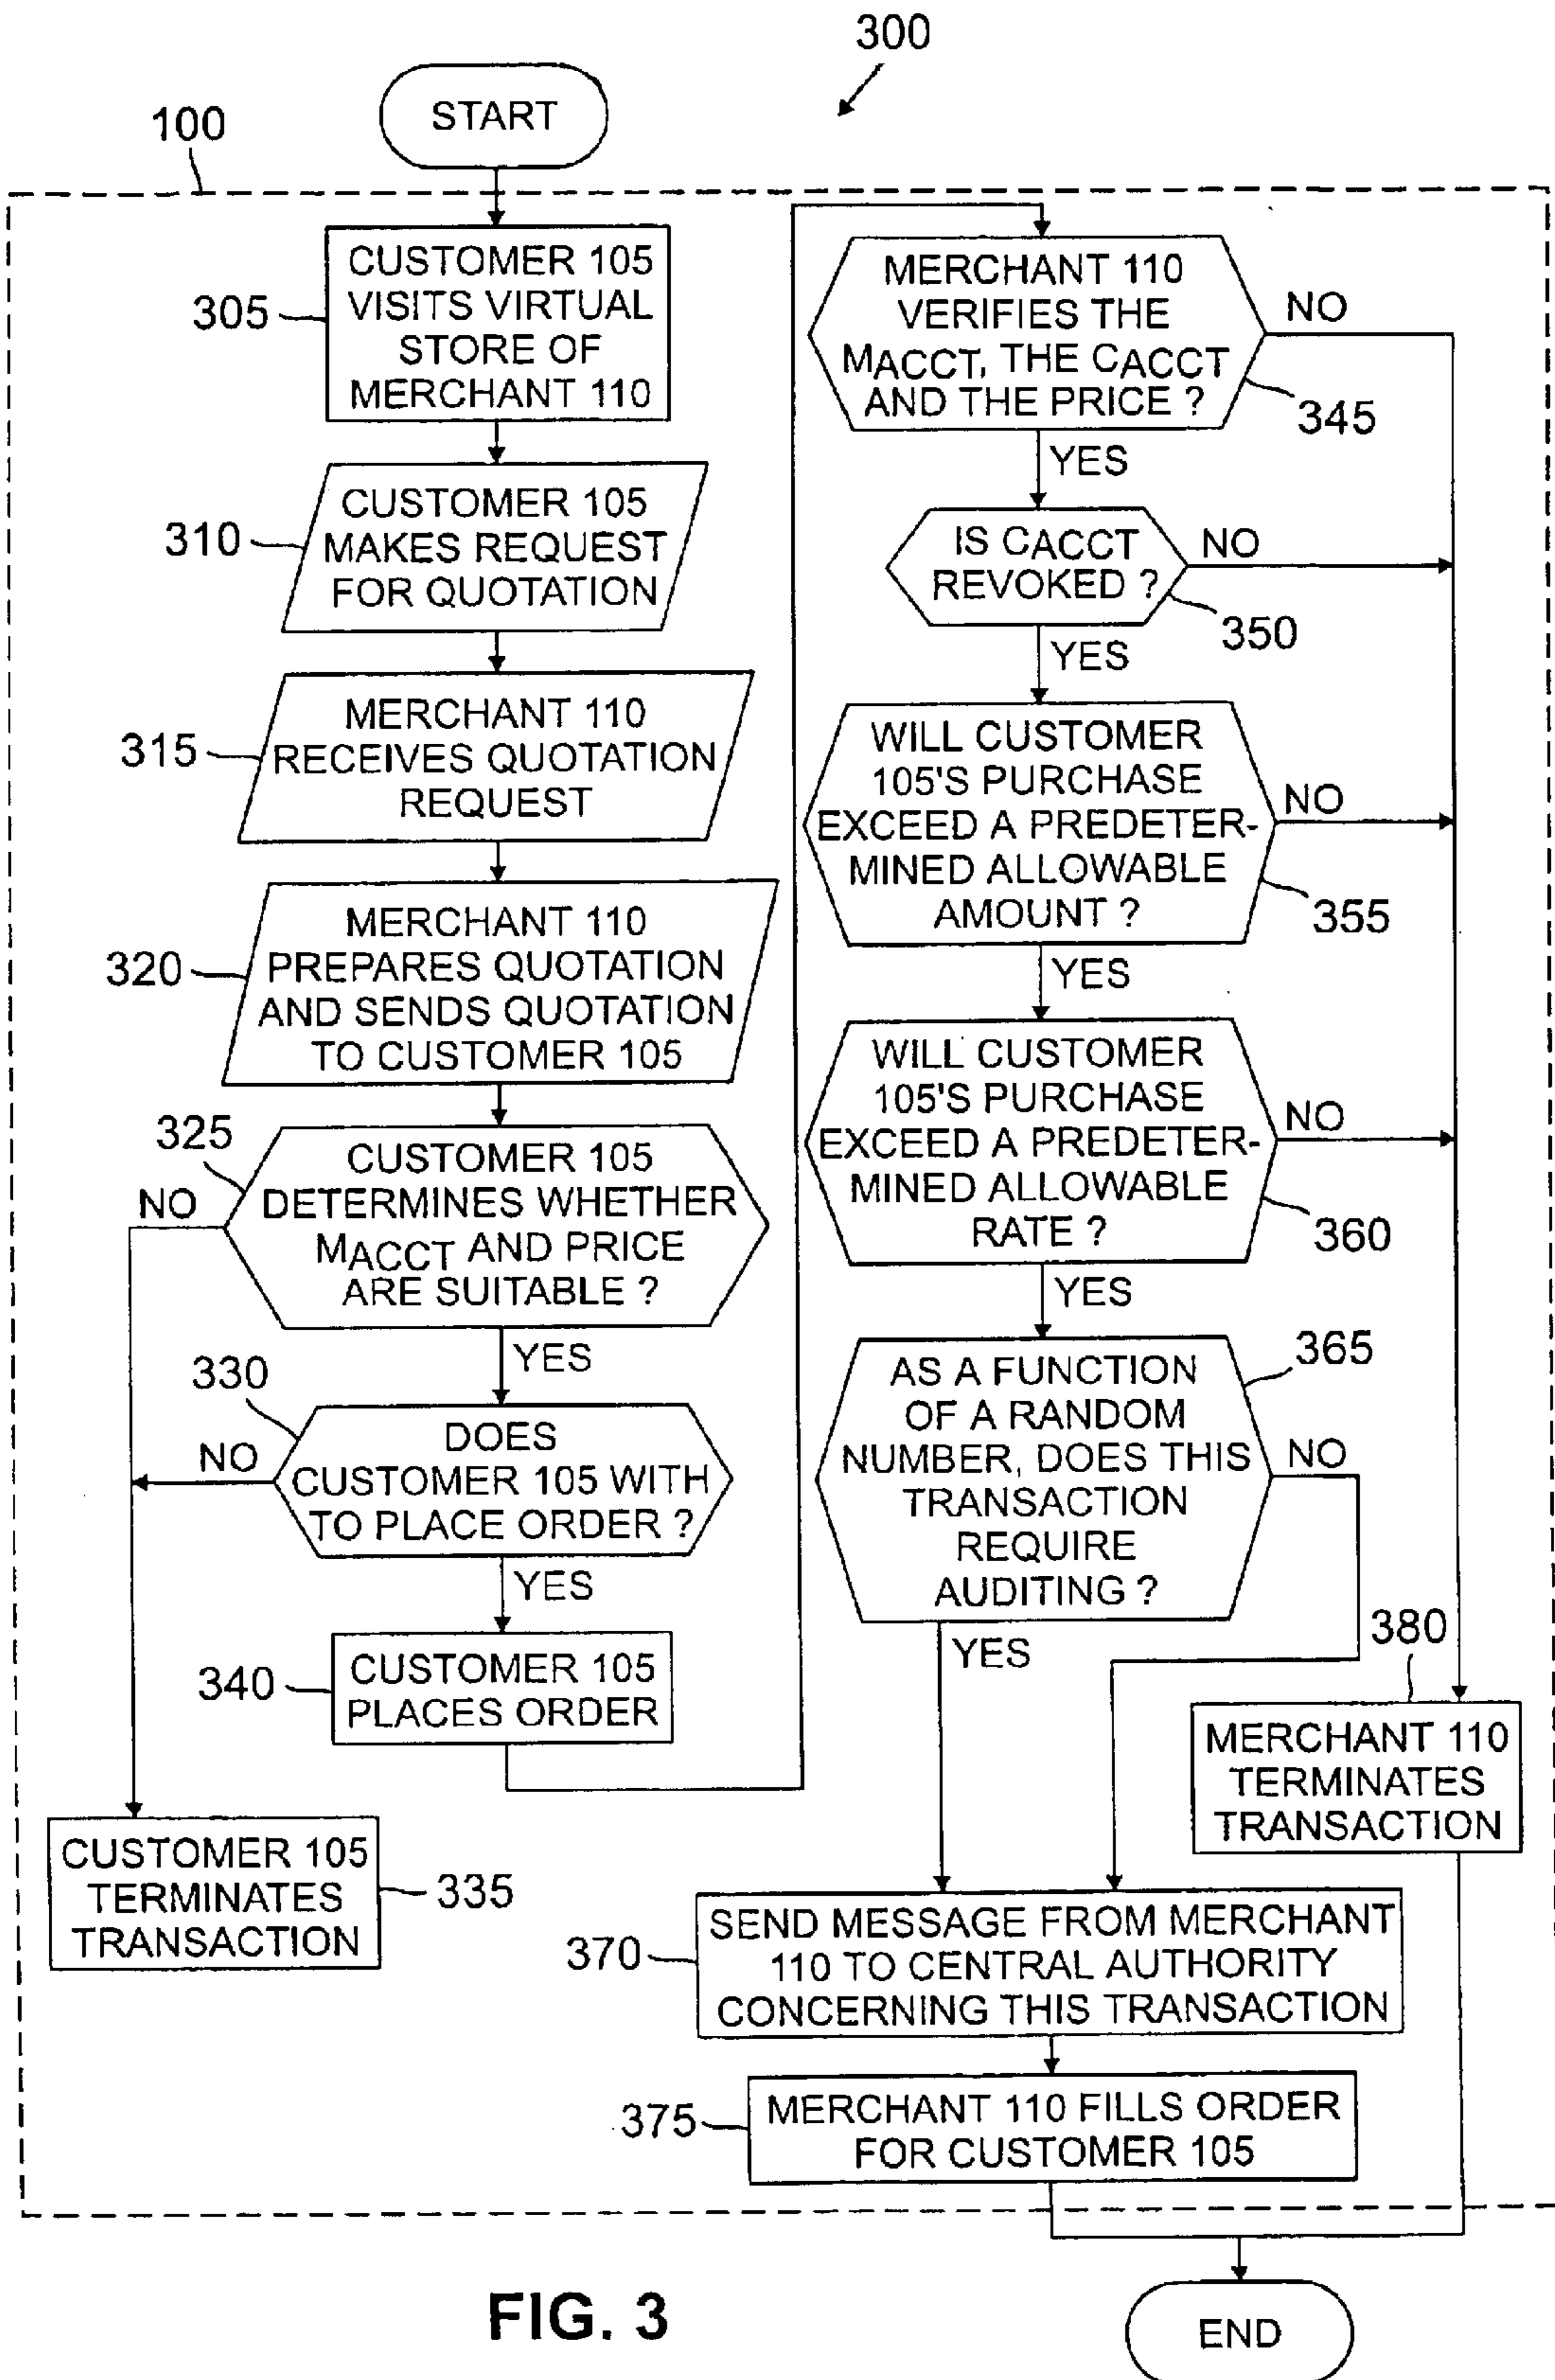 300
START
100
305
CUSTOMER 105
VISITS VIRTUAL
STORE OF
MERCHANT 110
310
CUSTOMER 105
MAKES REQUEST
FOR QUOTATION
315
MERCHANT 110
RECEIVES QUOTATION
REQUEST
320
MERCHANT 110
PREPARES QUOTATION
AND SENDS QUOTATION
TO CUSTOMER 105
325
NO
CUSTOMER 105
DETERMINES WHETHER
MACCT AND PRICE
ARE SUITABLE ?
YES
330
NO
DOES
CUSTOMER 105 WITH
TO PLACE ORDER ?
YES
340
CUSTOMER 105
PLACES ORDER
CUSTOMER 105
TERMINATES
TRANSACTION
335
MERCHANT 110
VERIFIES THE
MACCT, THE CACCT
AND THE PRICE ?
NO
345
YES
IS CACCT
REVOKED ?
NO
350
YES
WILL CUSTOMER
105'S PURCHASE
EXCEED A PREDETER-
MINED ALLOWABLE
AMOUNT ?
NO
355
YES
WILL CUSTOMER
105'S PURCHASE
EXCEED A PREDETER-
MINED ALLOWABLE
RATE ?
NO
360
YES
365
AS A FUNCTION
OF A RANDOM
NUMBER, DOES THIS
TRANSACTION
REQUIRE
AUDITING ?
NO
YES
380
MERCHANT 110
TERMINATES
TRANSACTION
370
SEND MESSAGE FROM MERCHANT
110 TO CENTRAL AUTHORITY
CONCERNING THIS TRANSACTION
375
MERCHANT 110 FILLS ORDER
FOR CUSTOMER 105
END
FIG. 3